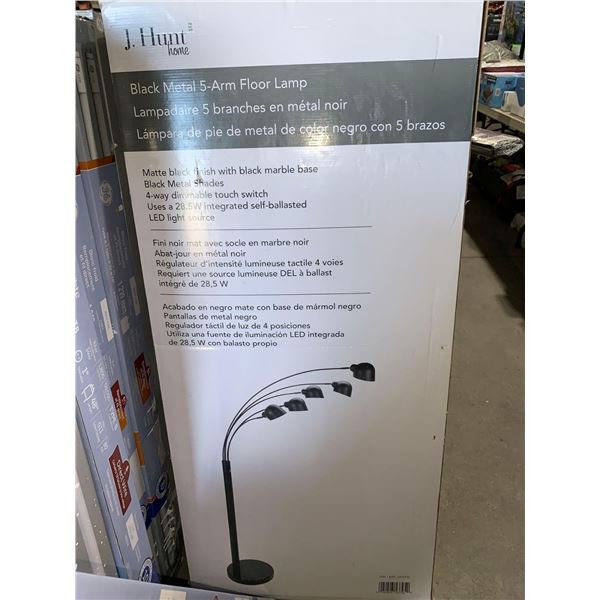 J. Hunt
home
Black Metal 5-Arm Floor Lamp
Lampadaire 5 branches en métal noir
Lámpara de pie de metal de color negro con 5 brazos
Matte black finish with black marble base
Black Metal Shades
4-way dimmable touch switch
Uses a 28.5W integrated self-ballasted
LED light source
Fini noir mat avec socle en marbre noir
Abat-jour en métal noir
Régulateur d'intensité lumineuse tactile 4 voies
Requiert une source lumineuse DEL à ballast
intégré de 28,5 W
Acabado en negro mate con base de mármol negro
Pantallas de metal negro
Regulador táctil de luz de 4 posiciones
Utiliza una fuente de iluminación LED integrada
de 28,5 W con balasto propio